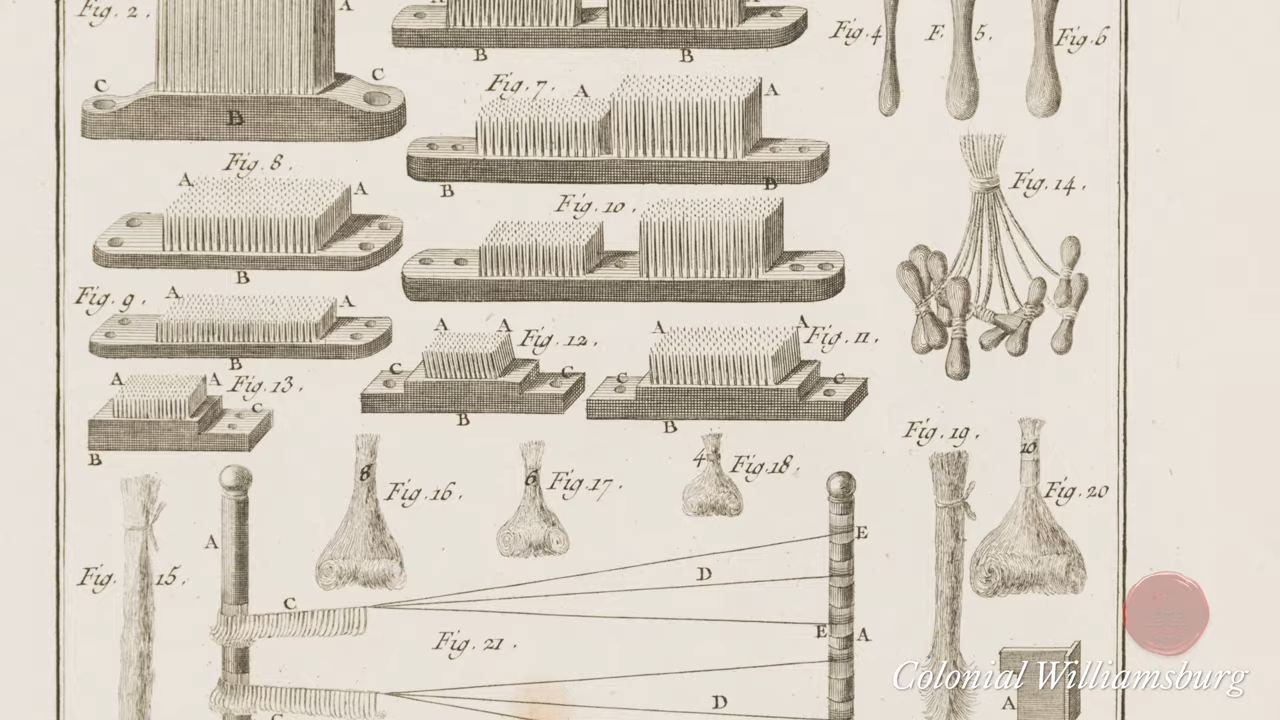 Fig. 2.
A
B
B
Fig. 4
F. 5.
Fig. 6
C
C
B
Fig. 7.
A
A
B
B
Fig. 8.
A
A
B
Fig. 10.
Fig. 14.
Fig. 9.
A
A
B
Fig. 12.
A
A
C
C
B
Fig. 11.
A
A
C
C
B
Fig. 13.
A
A
C
B
Fig. 15.
8
Fig. 16.
6
Fig. 17.
4
Fig. 18.
Fig. 19.
10
Fig. 20
A
C
D
E
E
A
Fig. 21.
C
D
A
Colonial Williamsburg